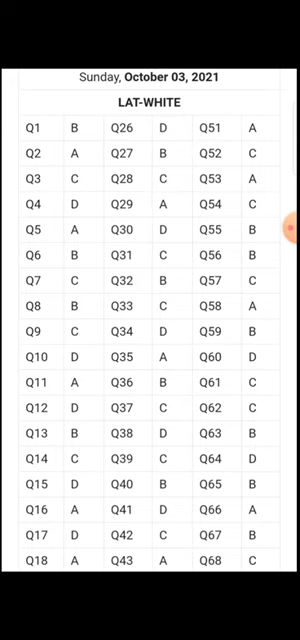 Sunday, October 03, 2021
LAT-WHITE
Q1 B Q26 D Q51 A
Q2 A Q27 B Q52 C
Q3 C Q28 C Q53 A
Q4 D Q29 A Q54 C
Q5 A Q30 D Q55 B
Q6 B Q31 C Q56 B
Q7 C Q32 B Q57 C
Q8 B Q33 C Q58 A
Q9 C Q34 D Q59 B
Q10 D Q35 A Q60 D
Q11 A Q36 B Q61 C
Q12 D Q37 C Q62 C
Q13 B Q38 D Q63 B
Q14 C Q39 C Q64 D
Q15 D Q40 B Q65 B
Q16 A Q41 D Q66 A
Q17 D Q42 C Q67 B
Q18 A Q43 A Q68 C